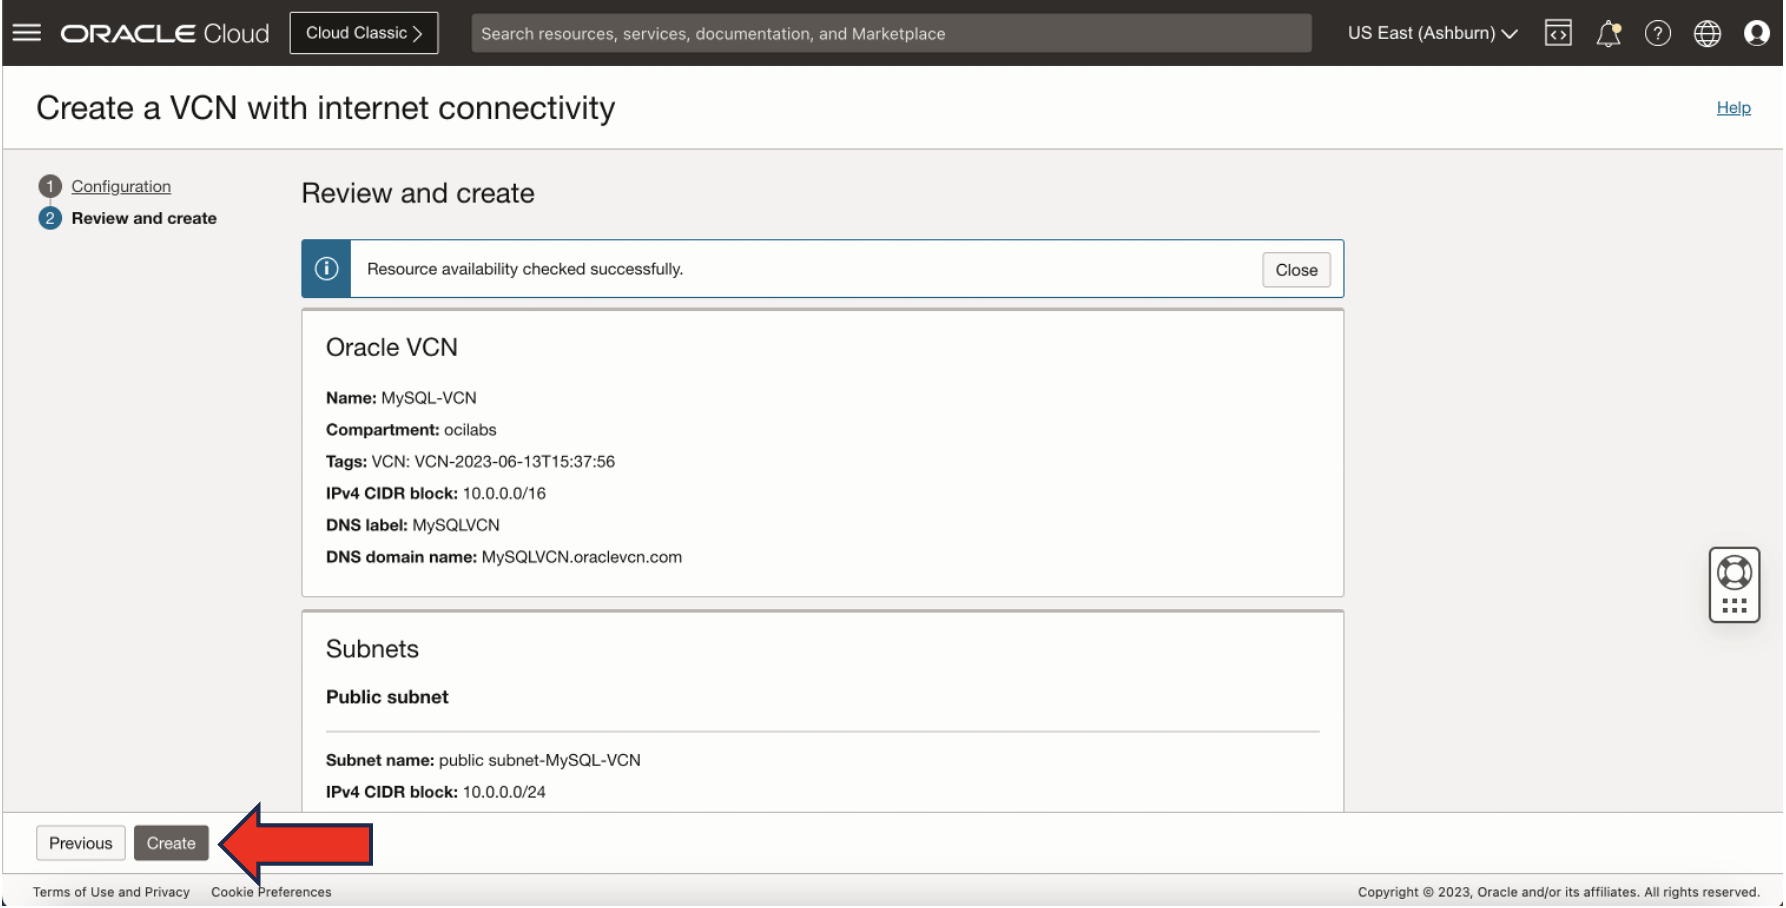 ORACLE Cloud
Cloud Classic >
Search resources, services, documentation, and Marketplace
US East (Ashburn)
Create a VCN with internet connectivity
Help
1 Configuration
2 Review and create
Review and create
Resource availability checked successfully.
Close
Oracle VCN
Name: MySQL-VCN
Compartment: ocilabs
Tags: VCN: VCN-2023-06-13T15:37:56
IPv4 CIDR block: 10.0.0.0/16
DNS label: MySQLVCN
DNS domain name: MySQLVCN.oraclevcn.com
Subnets
Public subnet
Subnet name: public subnet-MySQL-VCN
IPv4 CIDR block: 10.0.0.0/24
Previous
Create
Terms of Use and Privacy
Cookie Preferences
Copyright © 2023, Oracle and/or its affiliates. All rights reserved.